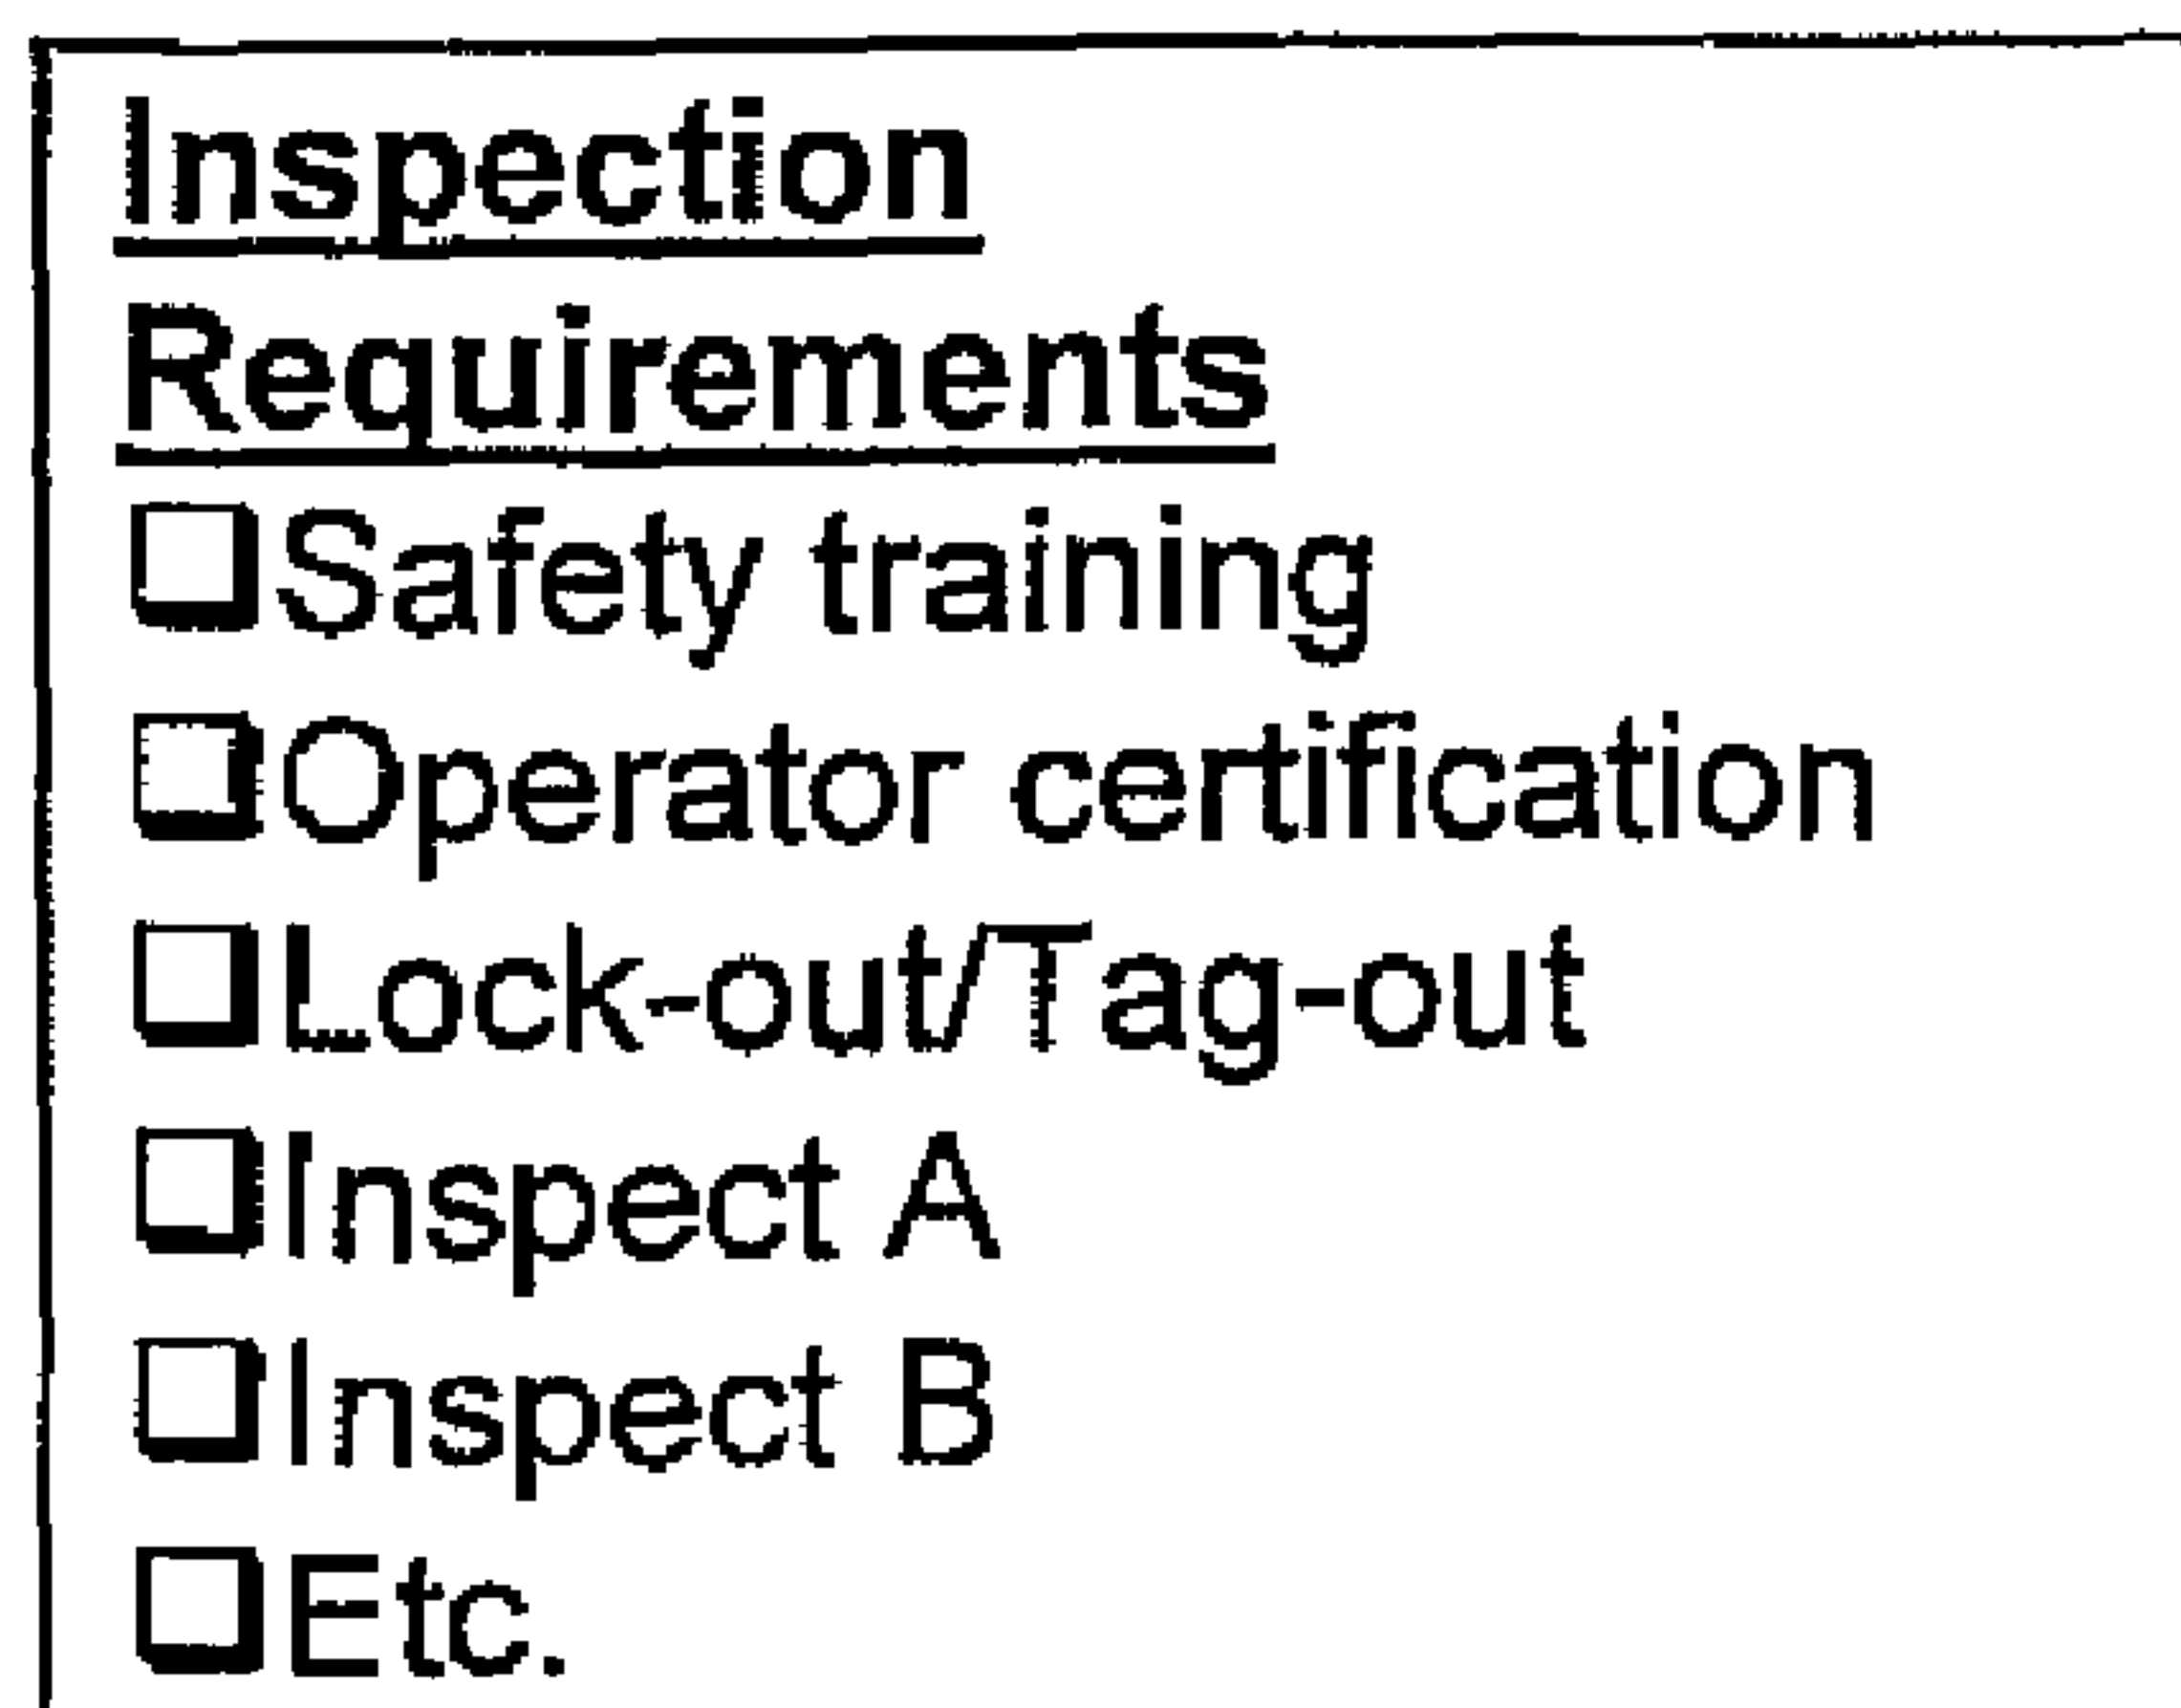 Inspection
Requirements
❑Safety training
❑Operator certification
❑Lock-out/Tag-out
❑Inspect A
❑Inspect B
❑Etc.